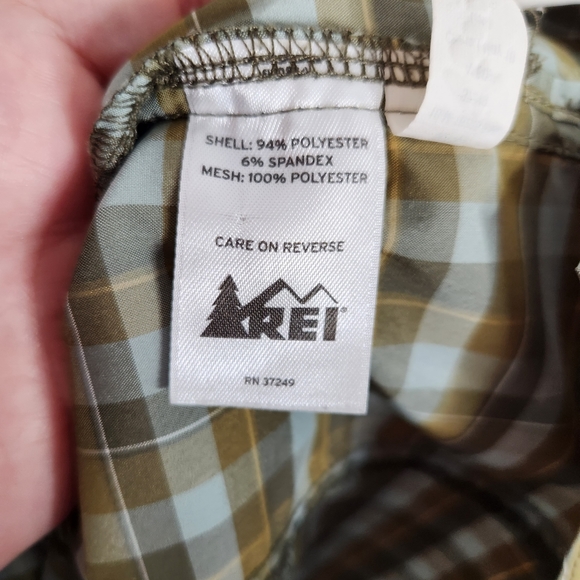 SHELL: 94% POLYESTER
6% SPANDEX
MESH: 100% POLYESTER
CARE ON REVERSE
REI®
RN 37249